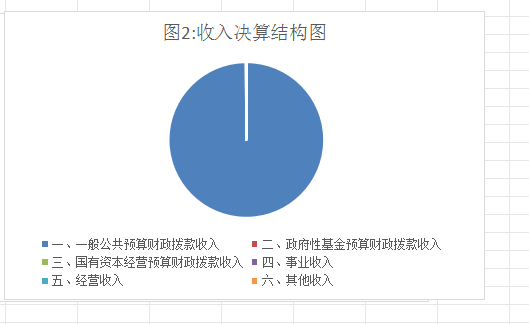 图2:收入决算结构图
一、一般公共预算财政拨款收入 二、政府性基金预算财政拨款收入
三、国有资本经营预算财政拨款收入 四、事业收入
五、经营收入 六、其他收入